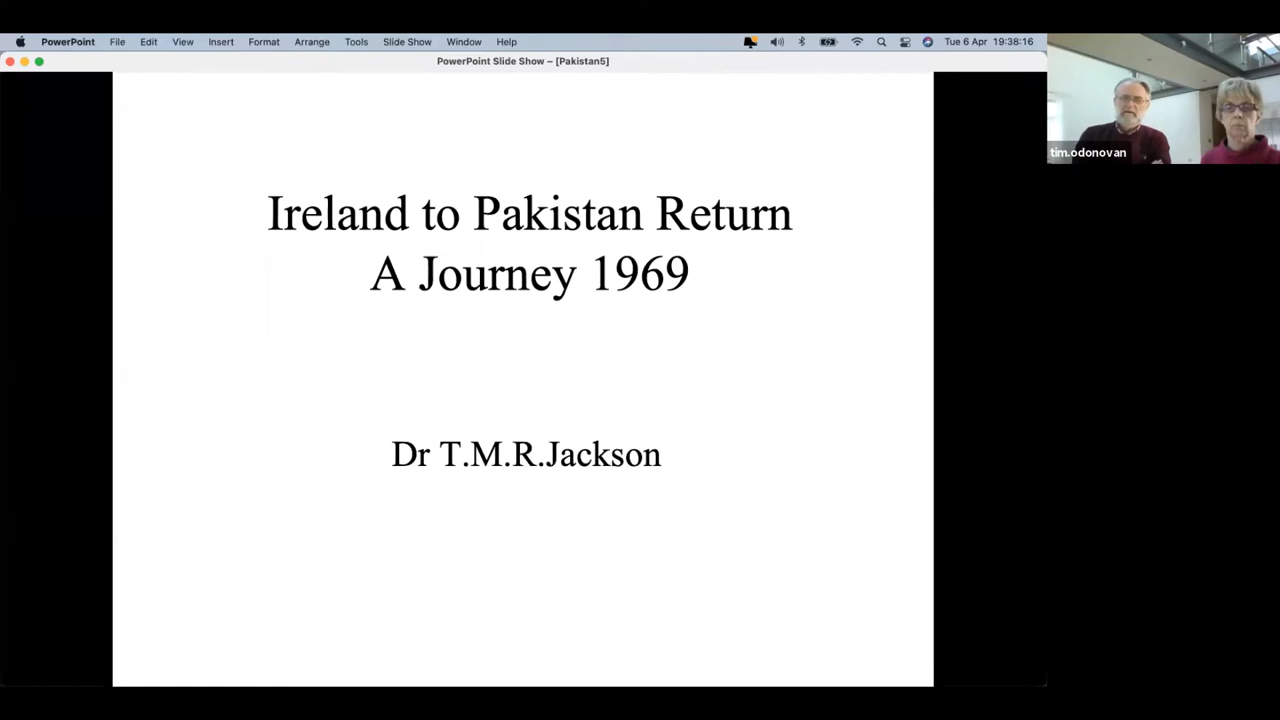 PowerPoint File Edit View Insert Format Arrange Tools Slide Show Window Help Tue 6 Apr 19:38:16
PowerPoint Slide Show – [Pakistan5]
tim.odonovan
Ireland to Pakistan Return
A Journey 1969
Dr T.M.R.Jackson